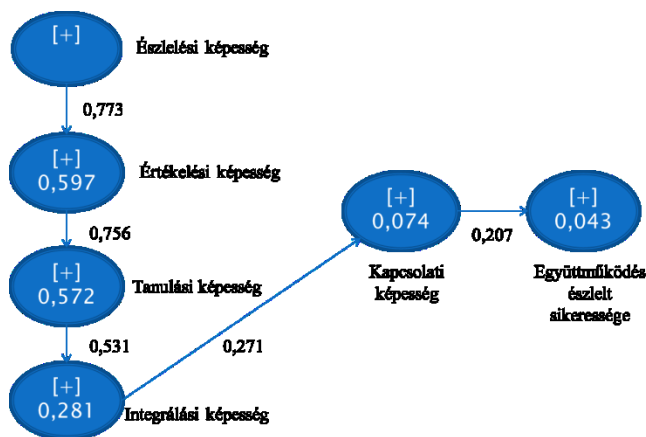 [+]
Észlelési képesség
0,773
[+]
0,597
Értékelési képesség
0,756
[+]
0,572
Tanulási képesség
0,531
[+]
0,281
Integrálási képesség
0,271
[+]
0,074
Kapcsolati
képesség
0,207
[+]
0,043
Együttműködés
észlelt
sikeressége